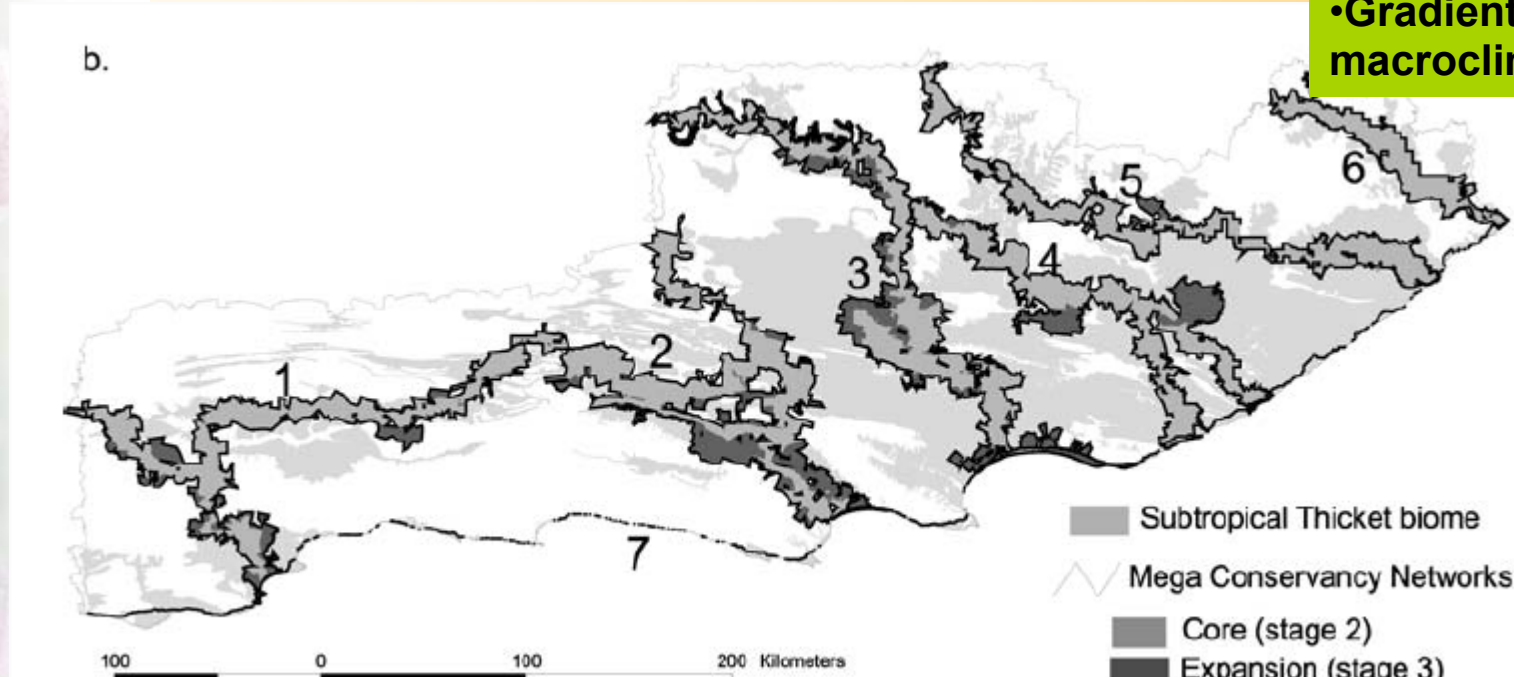 •Gradient
b.
6
5
4
3
2
1
7
Subtropical Thicket biome
Mega Conservancy Networks
Core (stage 2)
Expansion (stage 3)
100 0 100 200 Kilometers